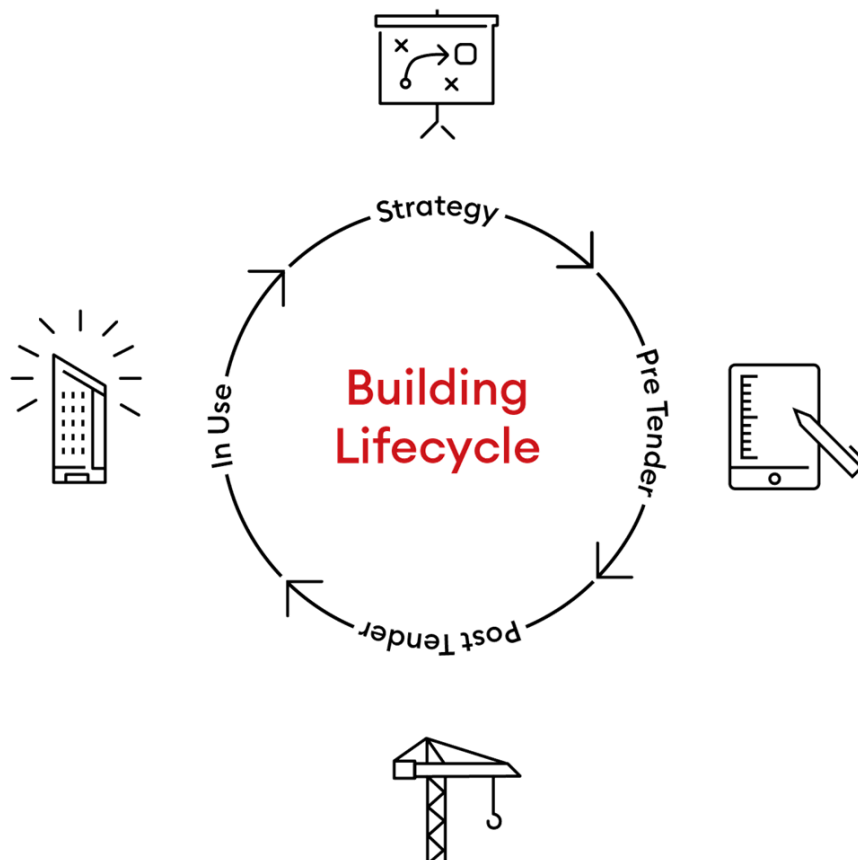 Strategy
Pre Tender
Post Tender
In Use
Building
Lifecycle